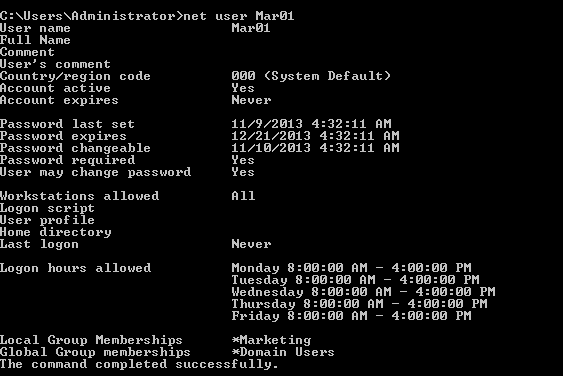 C:\Users\Administrator>net user Mar01
User name                    Mar01
Full Name
Comment
User's comment
Country/region code          000 (System Default)
Account active               Yes
Account expires              Never
Password last set            11/9/2013 4:32:11 AM
Password expires             12/21/2013 4:32:11 AM
Password changeable          11/10/2013 4:32:11 AM
Password required            Yes
User may change password     Yes
Workstations allowed         All
Logon script
User profile
Home directory
Last logon                   Never
Logon hours allowed          Monday 8:00:00 AM - 4:00:00 PM
                             Tuesday 8:00:00 AM - 4:00:00 PM
                             Wednesday 8:00:00 AM - 4:00:00 PM
                             Thursday 8:00:00 AM - 4:00:00 PM
                             Friday 8:00:00 AM - 4:00:00 PM
Local Group Memberships      *Marketing
Global Group memberships     *Domain Users
The command completed successfully.